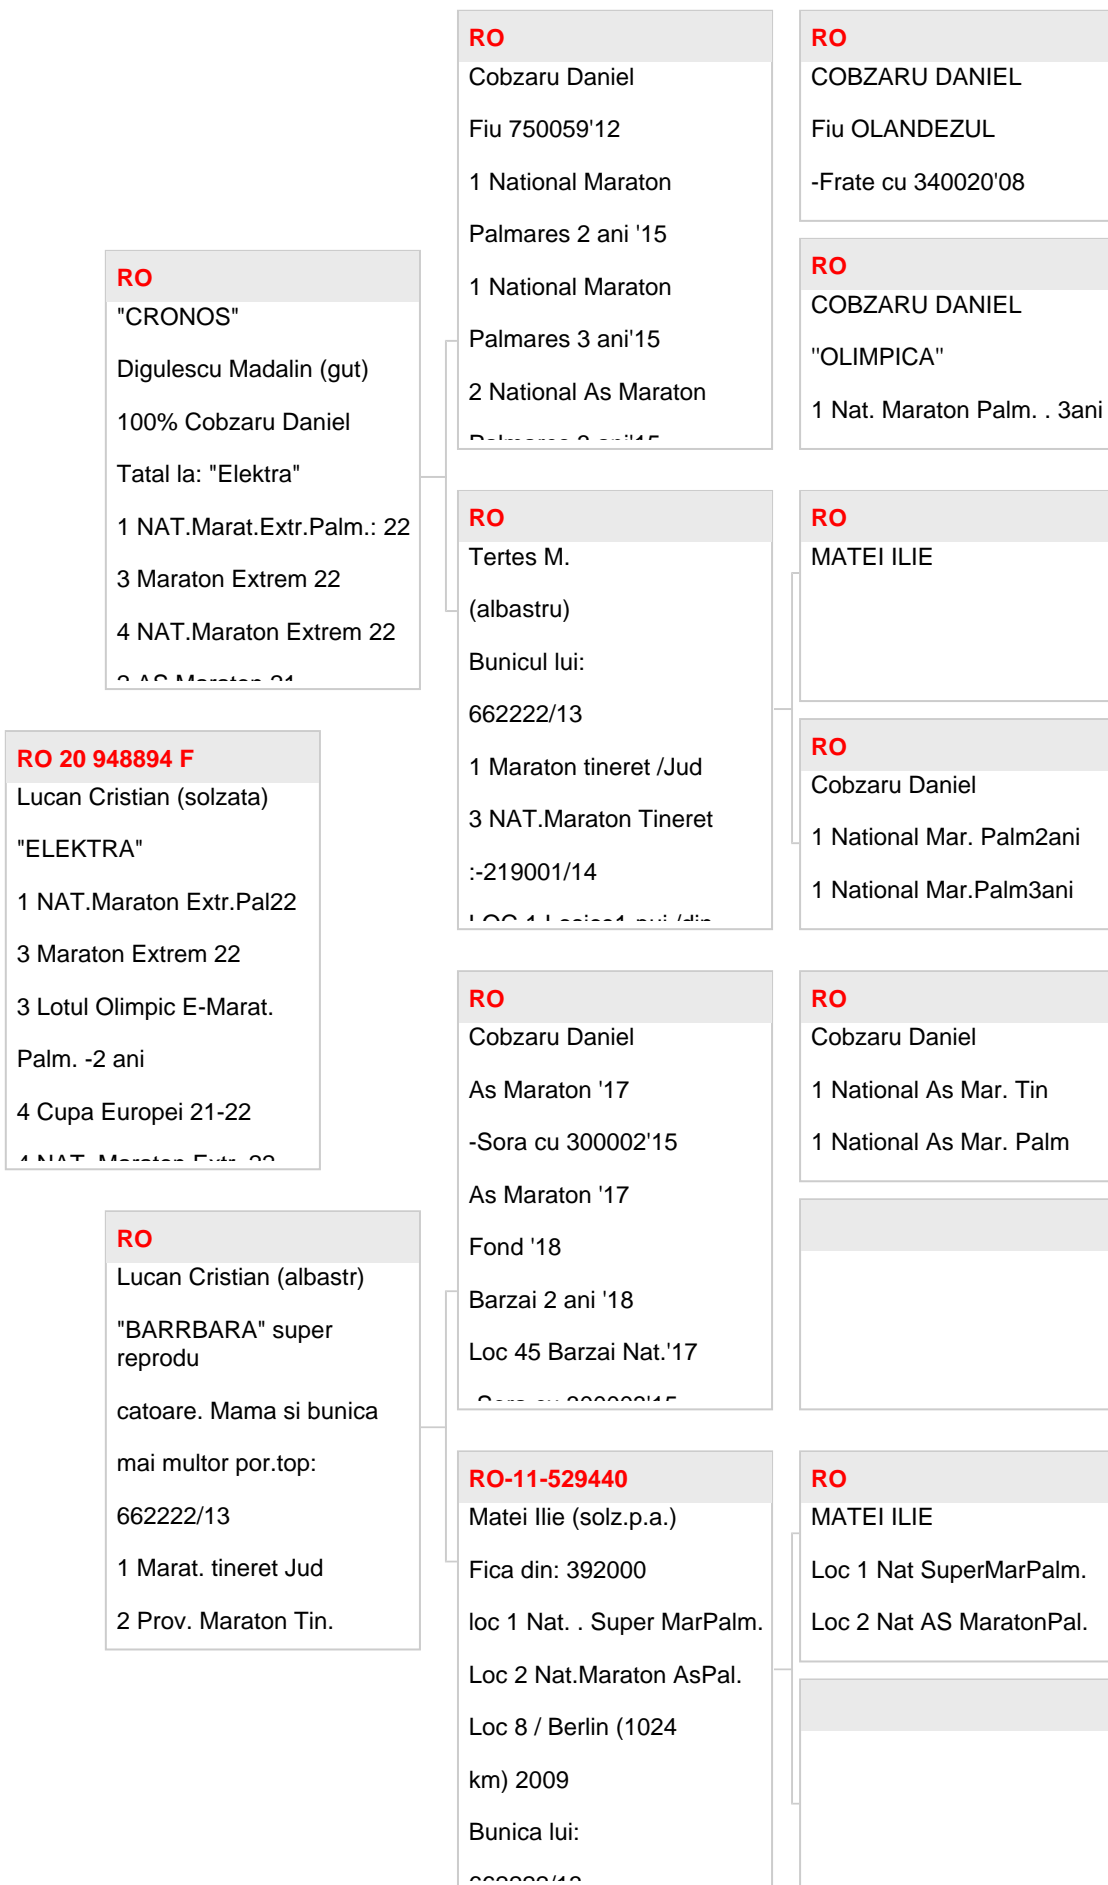 RO
Cobzaru Daniel
Fiu 750059'12
1 National Maraton
Palmares 2 ani '15
1 National Maraton
Palmares 3 ani'15
2 National As Maraton
RO
COBZARU DANIEL
Fiu OLANDEZUL
-Frate cu 340020'08
RO
COBZARU DANIEL
"OLIMPICA"
1 Nat. Maraton Palm. . 3ani
RO
"CRONOS"
Digulescu Madalin (gut)
100% Cobzaru Daniel
Tatal la: "Elektra"
1 NAT.Marat.Extr.Palm.: 22
3 Maraton Extrem 22
4 NAT.Maraton Extrem 22
RO
Tertes M.
(albastru)
Bunicul lui:
662222/13
1 Maraton tineret /Jud
3 NAT.Maraton Tineret
:-219001/14
RO
MATEI ILIE
RO
Cobzaru Daniel
1 National Mar. Palm2ani
1 National Mar.Palm3ani
RO 20 948894 F
Lucan Cristian (solzata)
"ELEKTRA"
1 NAT.Maraton Extr.Pal22
3 Maraton Extrem 22
3 Lotul Olimpic E-Marat.
Palm. -2 ani
4 Cupa Europei 21-22
RO
Cobzaru Daniel
As Maraton '17
-Sora cu 300002'15
As Maraton '17
Fond '18
Barzai 2 ani '18
Loc 45 Barzai Nat.'17
RO
Cobzaru Daniel
1 National As Mar. Tin
1 National As Mar. Palm
RO
Lucan Cristian (albastr)
"BARRBARA" super
reprodu
catoare. Mama si bunica
mai multor por.top:
662222/13
1 Marat. tineret Jud
2 Prov. Maraton Tin.
RO-11-529440
Matei Ilie (solz.p.a.)
Fica din: 392000
loc 1 Nat. . Super MarPalm.
Loc 2 Nat.Maraton AsPal.
Loc 8 / Berlin (1024
km) 2009
Bunica lui:
RO
MATEI ILIE
Loc 1 Nat SuperMarPalm.
Loc 2 Nat AS MaratonPal.